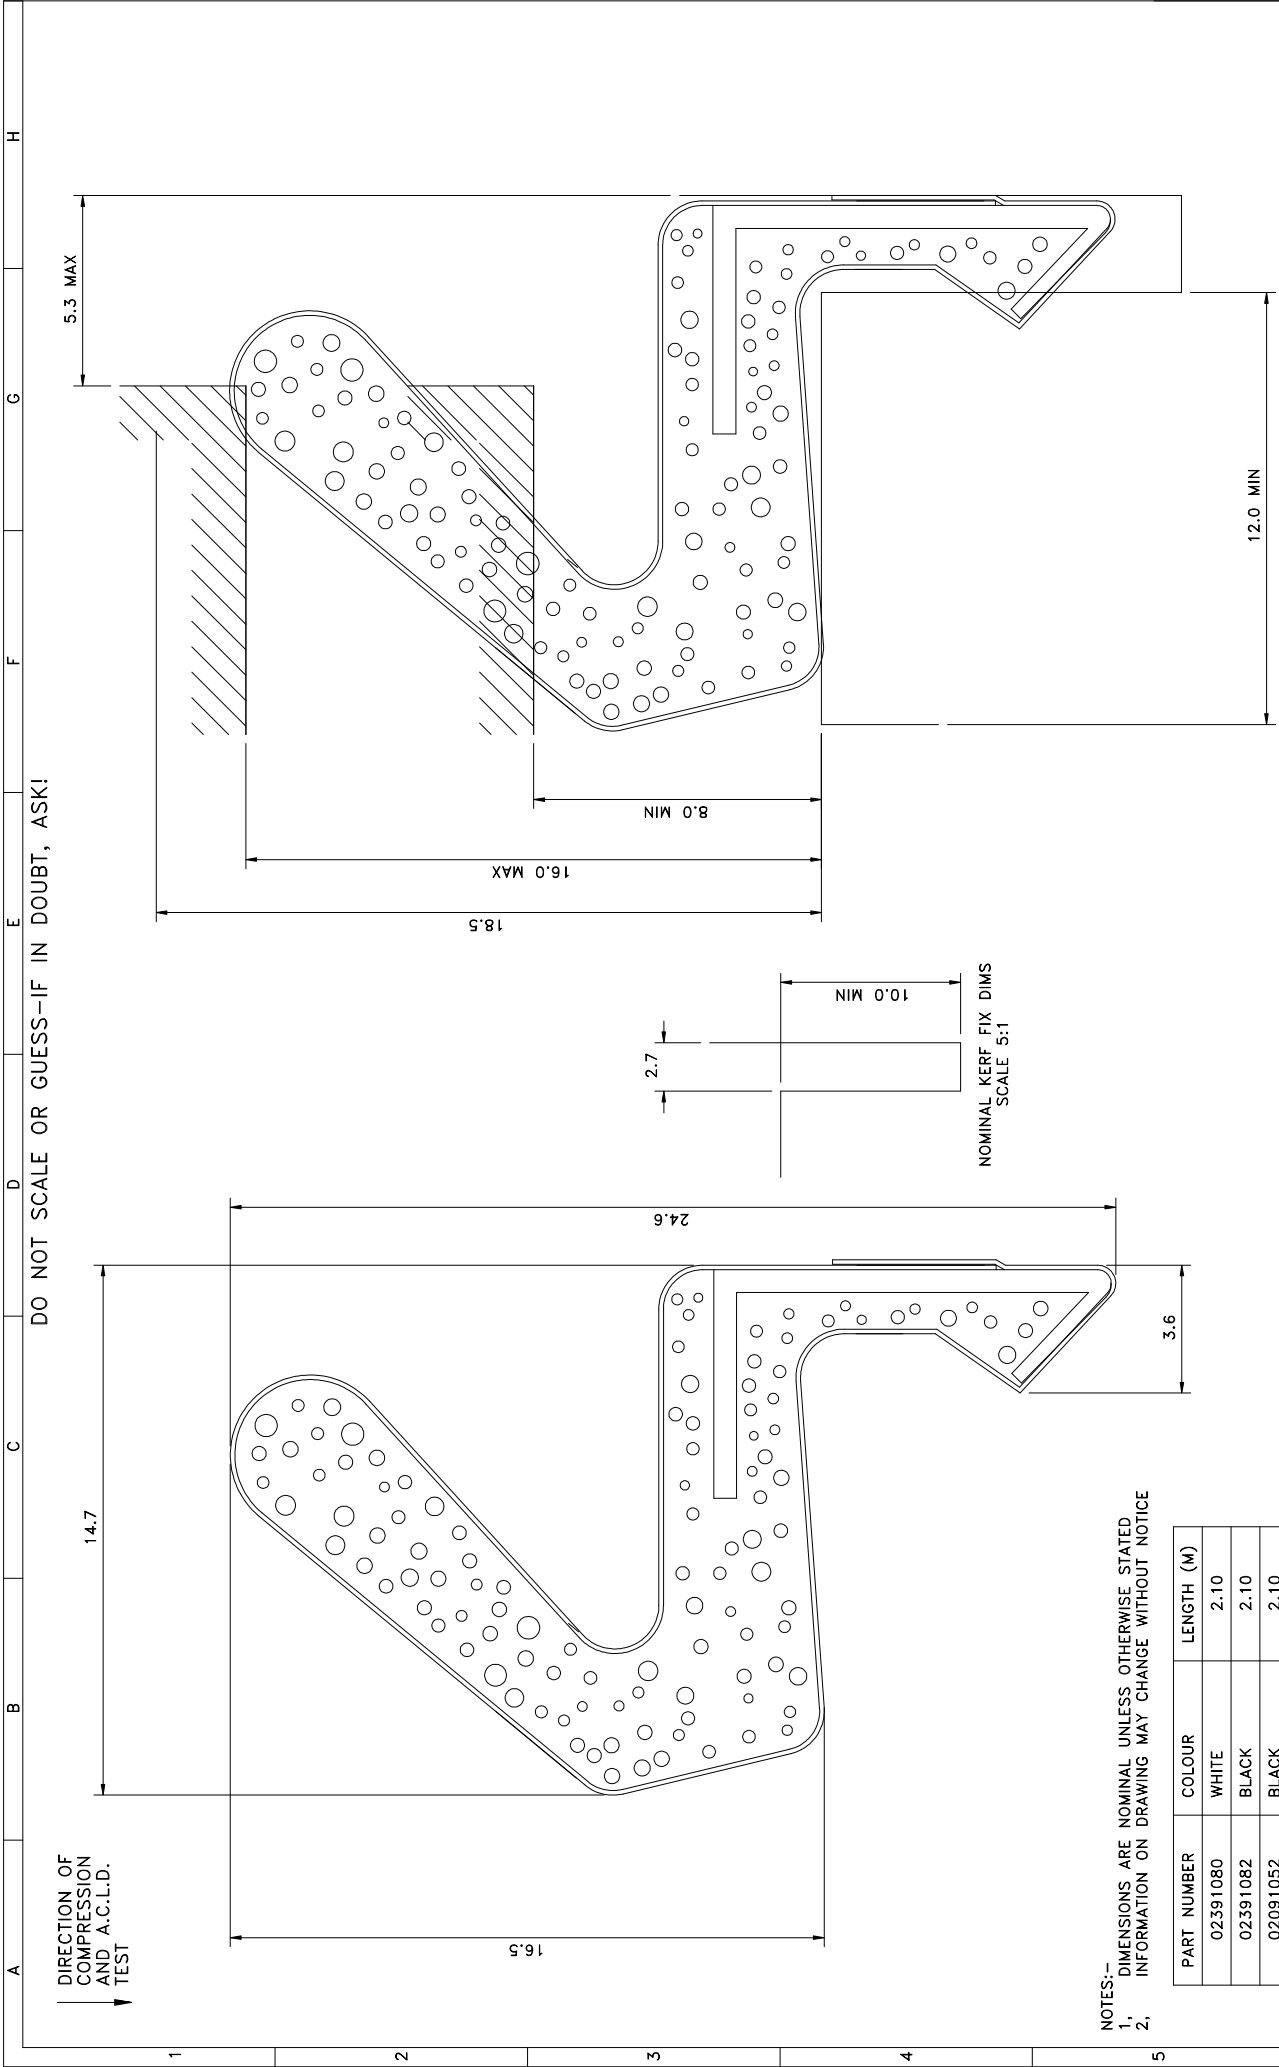 A
B
C
D
E
F
G
H
DO NOT SCALE OR GUESS-IF IN DOUBT, ASK!
1
2
3
4
5
DIRECTION OF
COMPRESSION
AND A.C.L.D.
TEST
14.7
16.5
24.6
3.6
2.7
10.0 MIN
NOMINAL KERF FIX DIMS
SCALE 5:1
5.3 MAX
18.5
16.0 MAX
8.0 MIN
12.0 MIN
NOTES:-
1, DIMENSIONS ARE NOMINAL UNLESS OTHERWISE STATED
2, INFORMATION ON DRAWING MAY CHANGE WITHOUT NOTICE
PART NUMBER COLOUR LENGTH (M)
02391080 WHITE 2.10
02391082 BLACK 2.10
02091052 BLACK 2.10